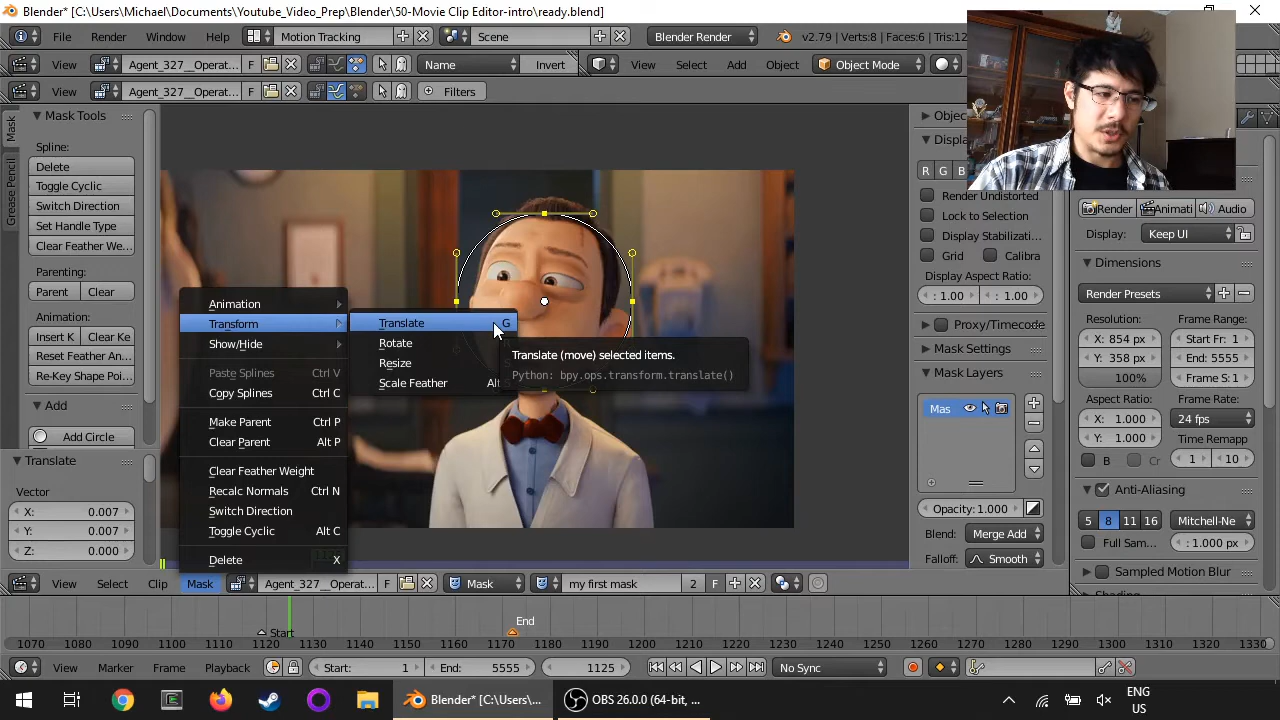 Blender* [C:\Users\Michael\Documents\Youtube_Video_Prep\Blender\50-Movie Clip Editor-intro\ready.blend]
File Render Window Help Motion Tracking Scene Blender Render v2.79 | Verts:8 | Faces:6 | Tris:12
View Agent_327__Operat... F Name Invert View Select Add Object Object Mode
View Agent_327__Operat... F Filters
Mask
Grease Pencil
Mask Tools
Spline:
Delete
Toggle Cyclic
Switch Direction
Set Handle Type
Clear Feather We...
Parenting:
Parent Clear
Animation:
Insert K Clear
Reset Feather Ani...
Re-Key Shape Poi...
Add
Add Circle
Translate
Vector
X: 0.007
Y: 0.007
Z: 0.000
Animation
Transform
Show/Hide
Paste Splines Ctrl V
Copy Splines Ctrl C
Make Parent Ctrl P
Clear Parent Alt P
Clear Feather Weight
Recalc Normals Ctrl N
Switch Direction
Toggle Cyclic Alt C
Delete X
Translate G
Rotate
Resize
Scale Feather
Translate (move) selected items.
Python: bpy.ops.transform.translate()
R G B
Render Undistorted
Lock to Selection
Display Stabilizati...
Grid Calibra
Display Aspect Ratio:
: 1.00 : 1.00
Proxy/Timecode
Mask Settings
Mask Layers
Mas
Opacity: 1.000
Blend: Merge Add
Falloff: Smooth
Render Animati Audio
Display: Keep UI
Dimensions
Render Presets
Resolution: Frame Range:
X: 854 px Start Fr: 1
Y: 358 px End: 5555
100% Frame S: 1
Aspect Ratio: Frame Rate:
X: 1.000 24 fps
Y: 1.000 Time Remapp
B Cr 1 10
Anti-Aliasing
5 8 11 16 Mitchell-Ne
Full Sam... : 1.000 px
Sampled Motion Blur
View Select Clip Mask Agent_327__Operat... F Mask my first mask 2 F
Start
End
1070 1080 1090 1100 1110 1120 1130 1140 1150 1160 1170 1180 1190 1200 1210 1220 1230 1240 1250 1260 1270 1280 1290 1300 1310 1320 1330
View Marker Frame Playback Start: 1 End: 5555 1125 No Sync
Blender* [C:\Users\... OBS 26.0.0 (64-bit, ... ENG
US